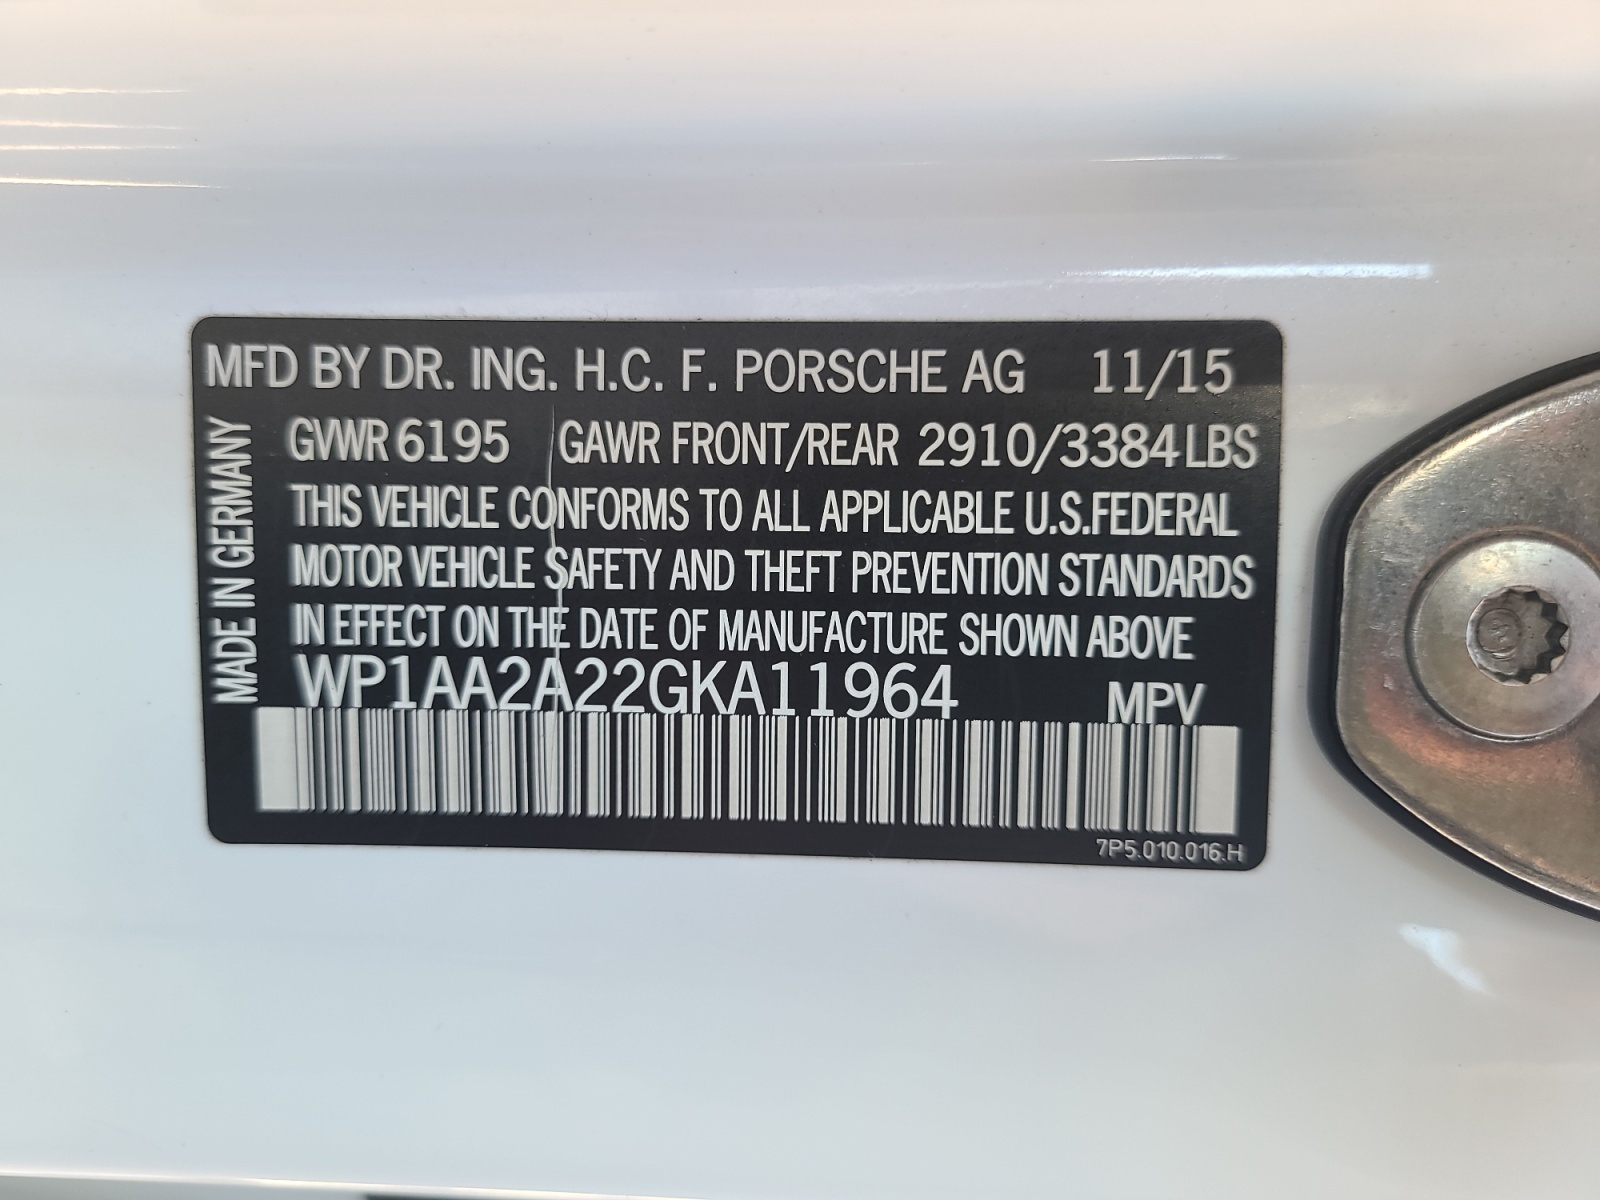 MFD BY DR. ING. H.C. F. PORSCHE AG 11/15
MADE IN GERMANY
GVWR 6195 GAWR FRONT/REAR 2910/3384 LBS
THIS VEHICLE CONFORMS TO ALL APPLICABLE U.S.FEDERAL
MOTOR VEHICLE SAFETY AND THEFT PREVENTION STANDARDS
IN EFFECT ON THE DATE OF MANUFACTURE SHOWN ABOVE
WP1AA2A22GKA11964 MPV
7P5.010.016.H